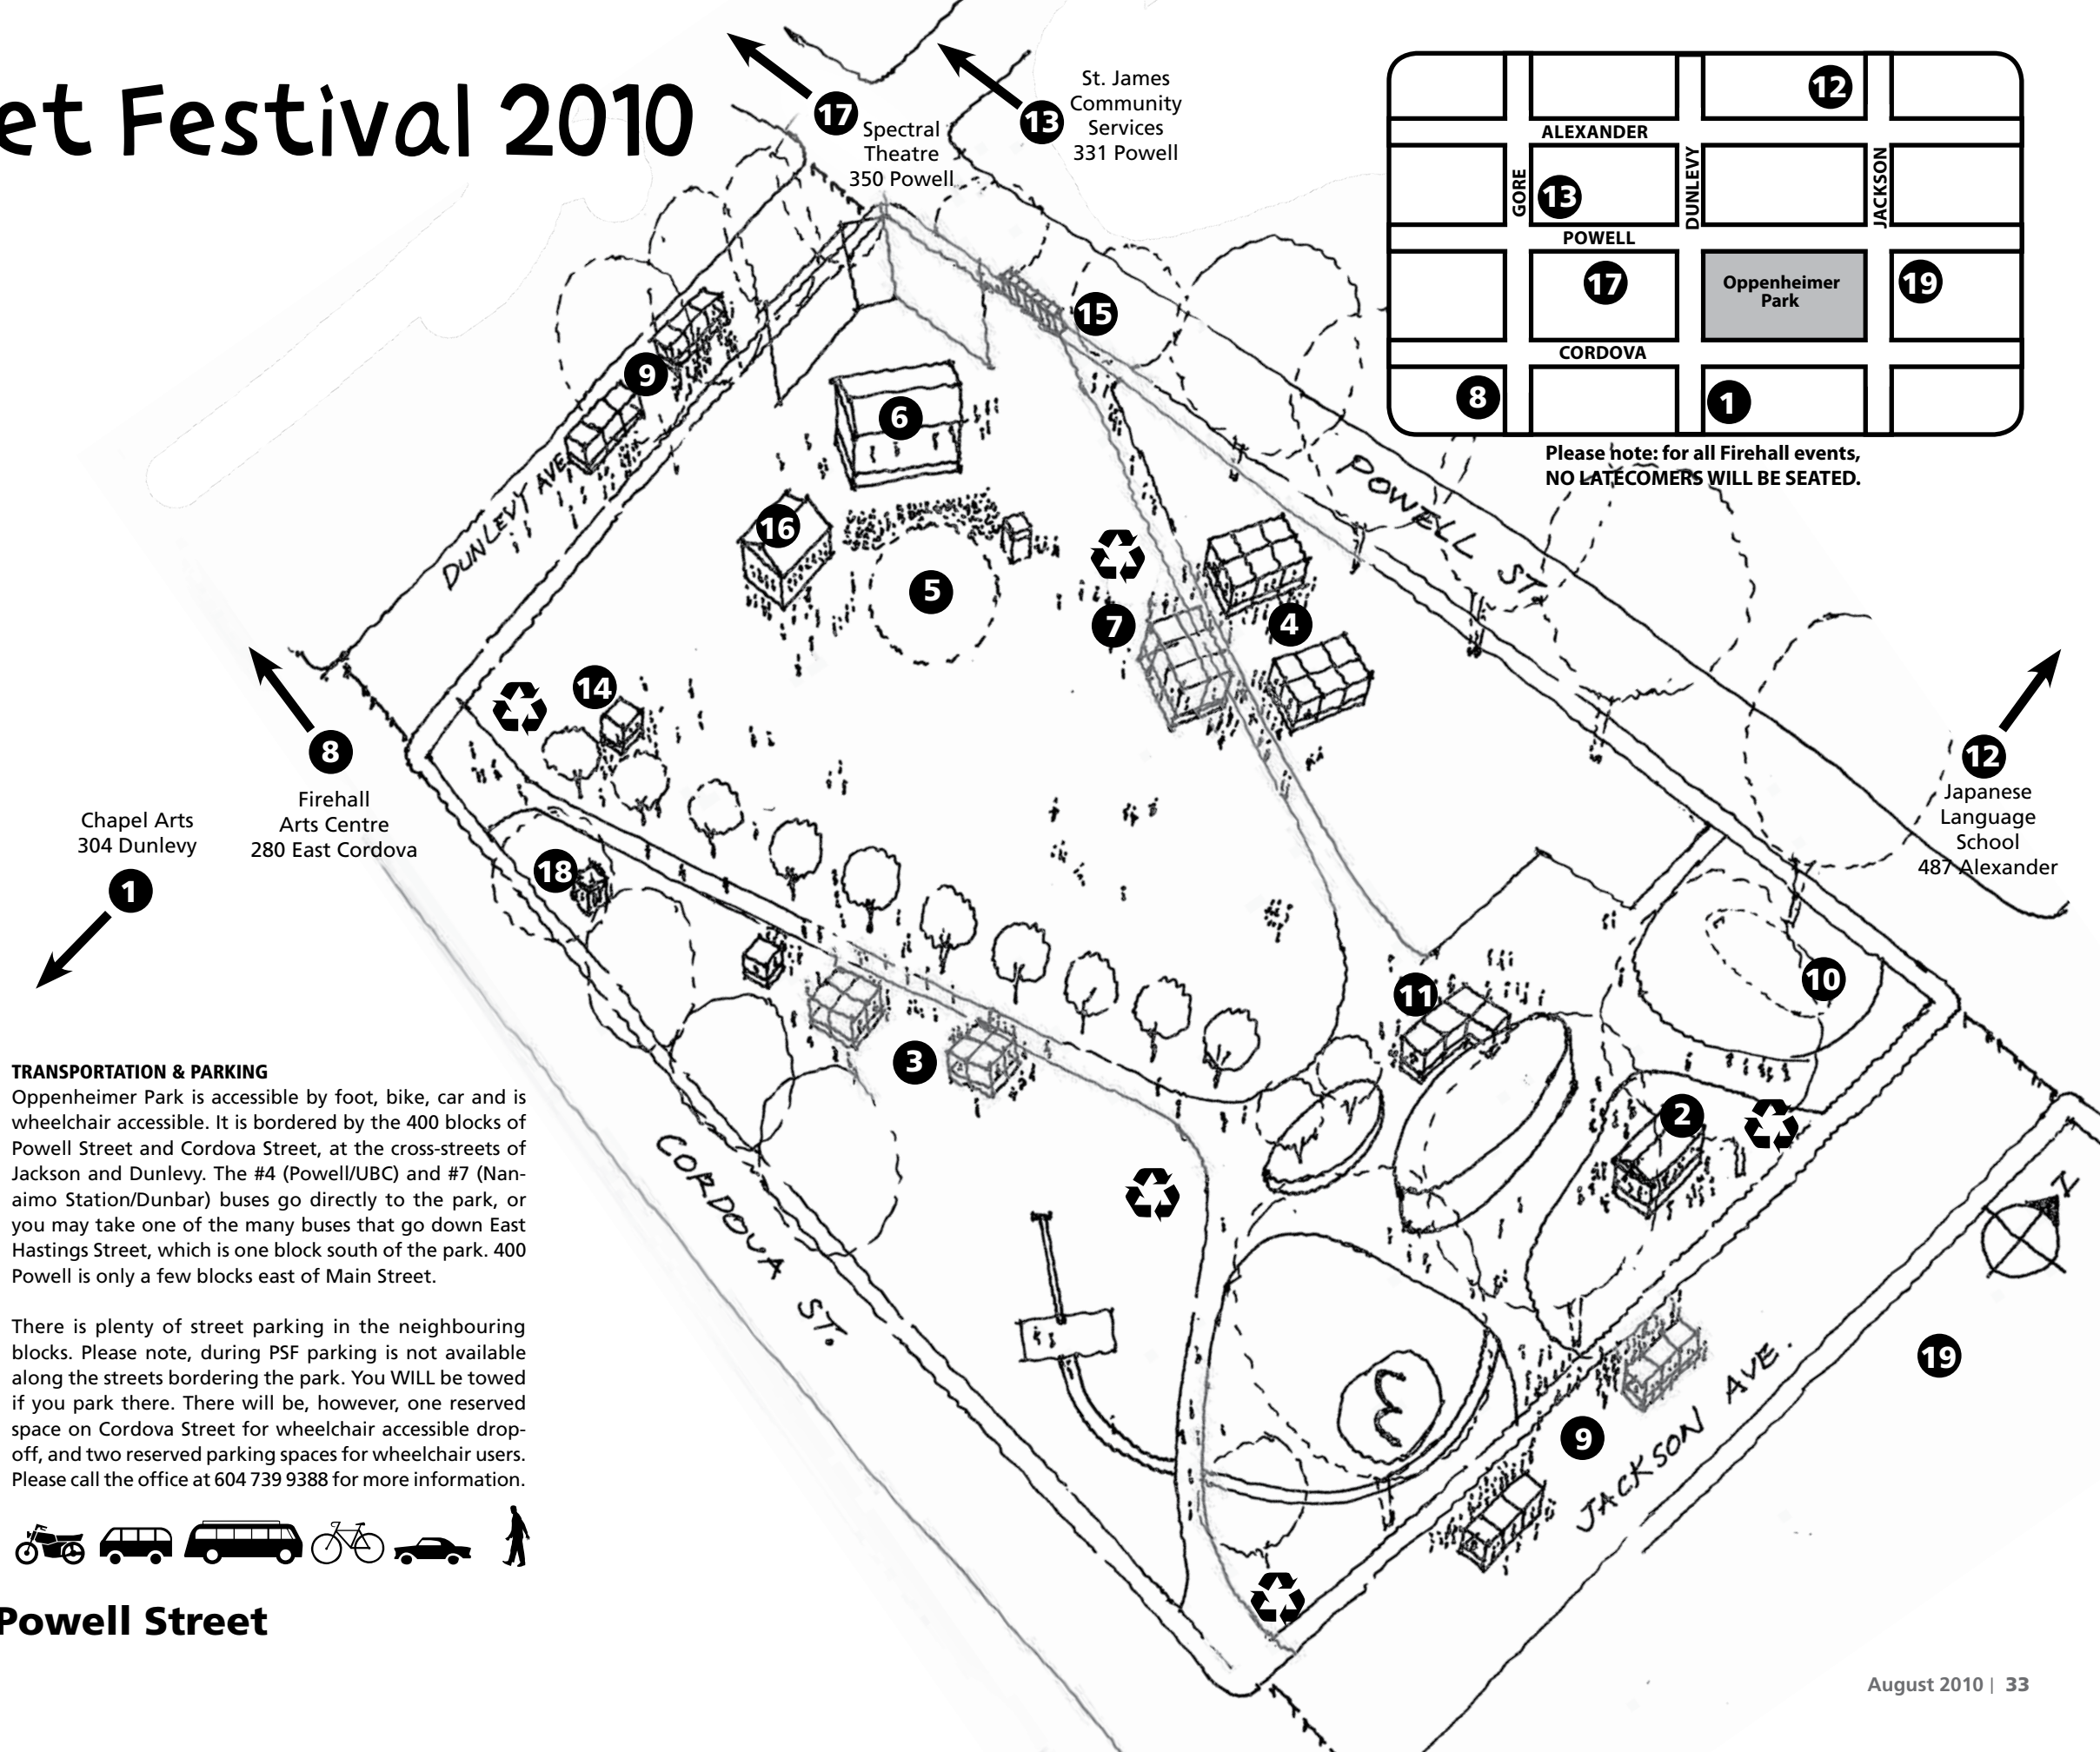 et Festival 2010
17
Spectral
Theatre
350 Powell
13
St. James
Community
Services
331 Powell
12
ALEXANDER
GORE
13
DUNLEVY
JACKSON
POWELL
17
Oppenheimer
Park
19
CORDOVA
8
1
Please note: for all Firehall events,
NO LATECOMERS WILL BE SEATED.
15
9
6
DUNLEVY AVE
POWELL ST.
16
5
7
4
14
8
Firehall
Arts Centre
280 East Cordova
Chapel Arts
304 Dunlevy
1
12
Japanese
Language
School
487 Alexander
18
10
11
3
2
CORDOVA ST.
N
19
9
JACKSON AVE.
TRANSPORTATION & PARKING
Oppenheimer Park is accessible by foot, bike, car and is
wheelchair accessible. It is bordered by the 400 blocks of
Powell Street and Cordova Street, at the cross-streets of
Jackson and Dunlevy. The #4 (Powell/UBC) and #7 (Nan-
aimo Station/Dunbar) buses go directly to the park, or
you may take one of the many buses that go down East
Hastings Street, which is one block south of the park. 400
Powell is only a few blocks east of Main Street.
There is plenty of street parking in the neighbouring
blocks. Please note, during PSF parking is not available
along the streets bordering the park. You WILL be towed
if you park there. There will be, however, one reserved
space on Cordova Street for wheelchair accessible drop-
off, and two reserved parking spaces for wheelchair users.
Please call the office at 604 739 9388 for more information.
Powell Street
August 2010 | 33